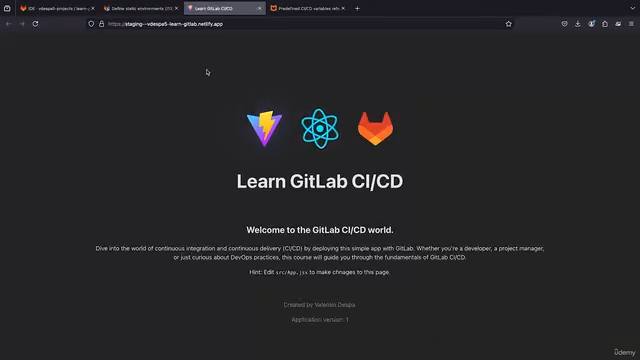 IDE · vdespa5-projects / learn-g
Define static environments (11
Learn GitLab CI/CD
Predefined CI/CD variables refe
https://staging--vdespa5-learn-gitlab.netlify.app
Learn GitLab CI/CD
Welcome to the GitLab CI/CD world.
Dive into the world of continuous integration and continuous delivery (CI/CD) by deploying this simple app with GitLab. Whether you're a developer, a project manager,
or just curious about DevOps practices, this course will guide you through the fundamentals of GitLab CI/CD.
Hint: Edit src/App.jsx to make chnages to this page.
Created by Valentin Despa
Application version: 1
ûdemy